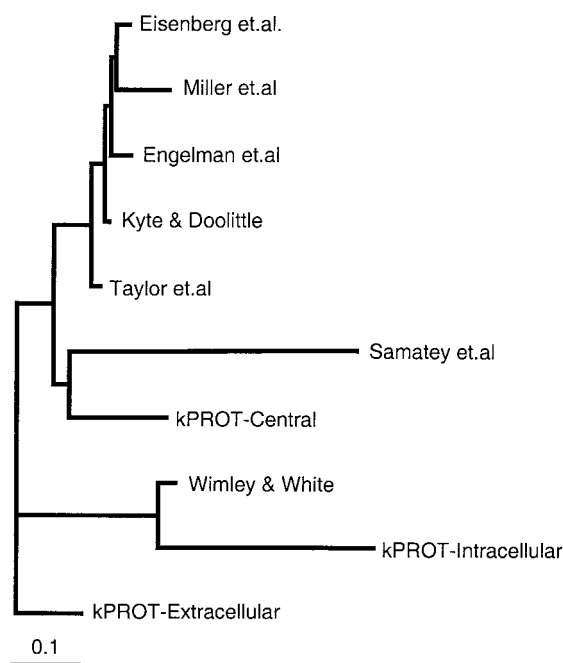 Eisenberg et.al.
Miller et.al
Engelman et.al
Kyte & Doolittle
Taylor et.al
Samatey et.al
kPROT-Central
Wimley & White
kPROT-Intracellular
kPROT-Extracellular
0.1